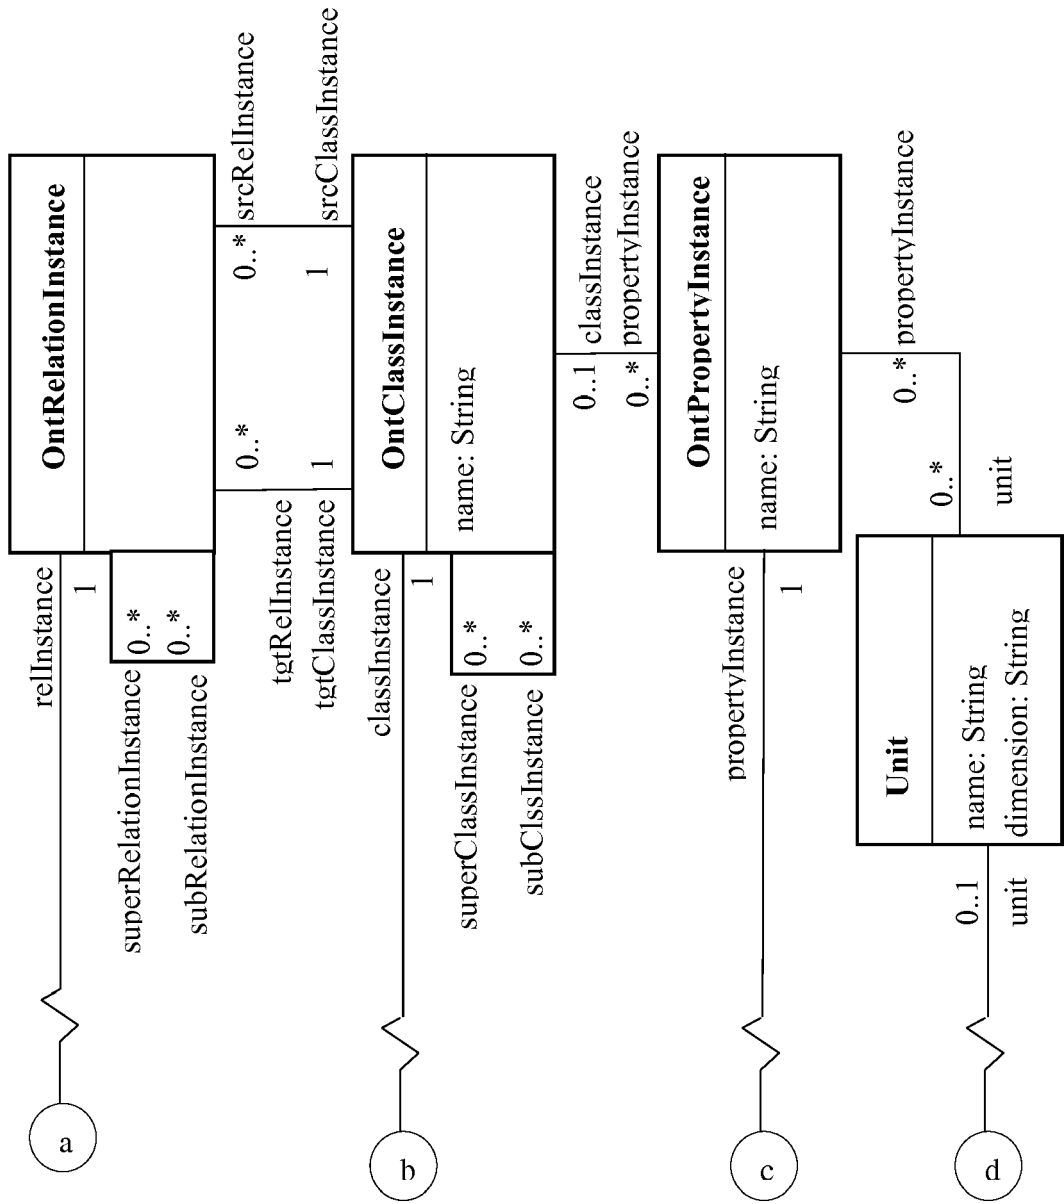 OntRelationInstance
relInstance
1
superRelationInstance
0..*
subRelationInstance
0..*
a
0..*
srcRelInstance
1
srcClassInstance
0..*
tgtRelInstance
1
tgtClassInstance
OntClassInstance
name: String
classInstance
1
superClassInstance
0..*
subClssInstance
0..*
b
0..1
classInstance
0..*
propertyInstance
OntPropertyInstance
name: String
propertyInstance
1
c
0..*
propertyInstance
0..*
unit
Unit
name: String
dimension: String
0..1
unit
d